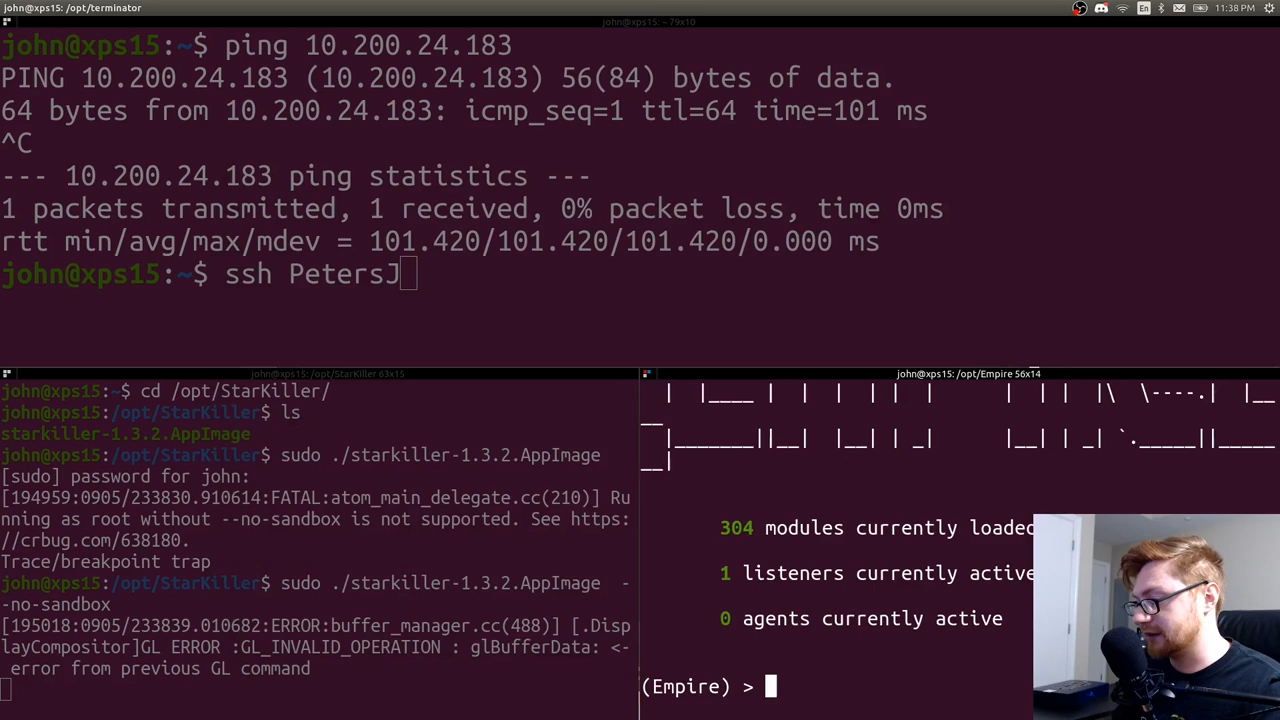 john@xps15: /opt/terminator
En
11:38 PM
john@xps15: ~ 79x10
john@xps15:~$ ping 10.200.24.183
PING 10.200.24.183 (10.200.24.183) 56(84) bytes of data.
64 bytes from 10.200.24.183: icmp_seq=1 ttl=64 time=101 ms
^C
--- 10.200.24.183 ping statistics ---
1 packets transmitted, 1 received, 0% packet loss, time 0ms
rtt min/avg/max/mdev = 101.420/101.420/101.420/0.000 ms
john@xps15:~$ ssh PetersJ
john@xps15: /opt/StarKiller 63x15
john@xps15:~$ cd /opt/StarKiller/
john@xps15:/opt/StarKiller$ ls
starkiller-1.3.2.AppImage
john@xps15:/opt/StarKiller$ sudo ./starkiller-1.3.2.AppImage
[sudo] password for john:
[194959:0905/233830.910614:FATAL:atom_main_delegate.cc(210)] Ru
nning as root without --no-sandbox is not supported. See https:
//crbug.com/638180.
Trace/breakpoint trap
john@xps15:/opt/StarKiller$ sudo ./starkiller-1.3.2.AppImage  -
-no-sandbox
[195018:0905/233839.010682:ERROR:buffer_manager.cc(488)] [.Disp
layCompositor]GL ERROR :GL_INVALID_OPERATION : glBufferData: <-
 error from previous GL command
john@xps15: /opt/Empire 56x14
304 modules currently loaded
1 listeners currently active
0 agents currently active
(Empire) >